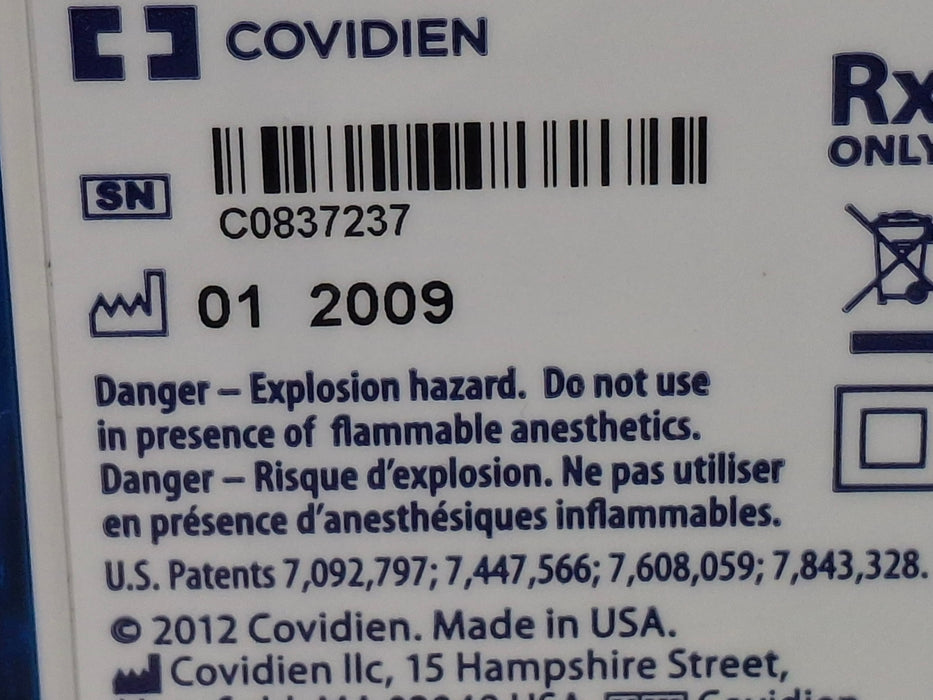 COVIDIEN
Rx
ONLY
SN
C0837237
01 2009
Danger – Explosion hazard. Do not use
in presence of flammable anesthetics.
Danger – Risque d'explosion. Ne pas utiliser
en présence d'anesthésiques inflammables.
U.S. Patents 7,092,797; 7,447,566; 7,608,059; 7,843,328.
© 2012 Covidien. Made in USA.
Covidien llc, 15 Hampshire Street,
USA. Covidien